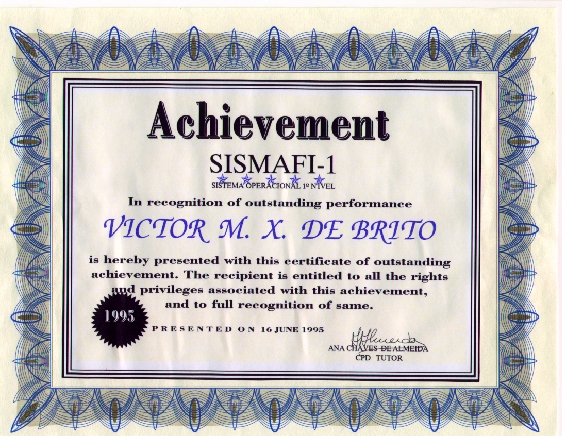 Achievement
SISMAFI-1
SISTEMA OPERACIONAL 1º NIVEL
In recognition of outstanding performance
VICTOR M. X. DE BRITO
is hereby presented with this certificate of outstanding
achievement. The recipient is entitled to all the rights
and privileges associated with this achievement,
and to full recognition of same.
1995
PRESENTED ON 16 JUNE 1995
ANA CHAVES DE ALMEIDA
CPD TUTOR